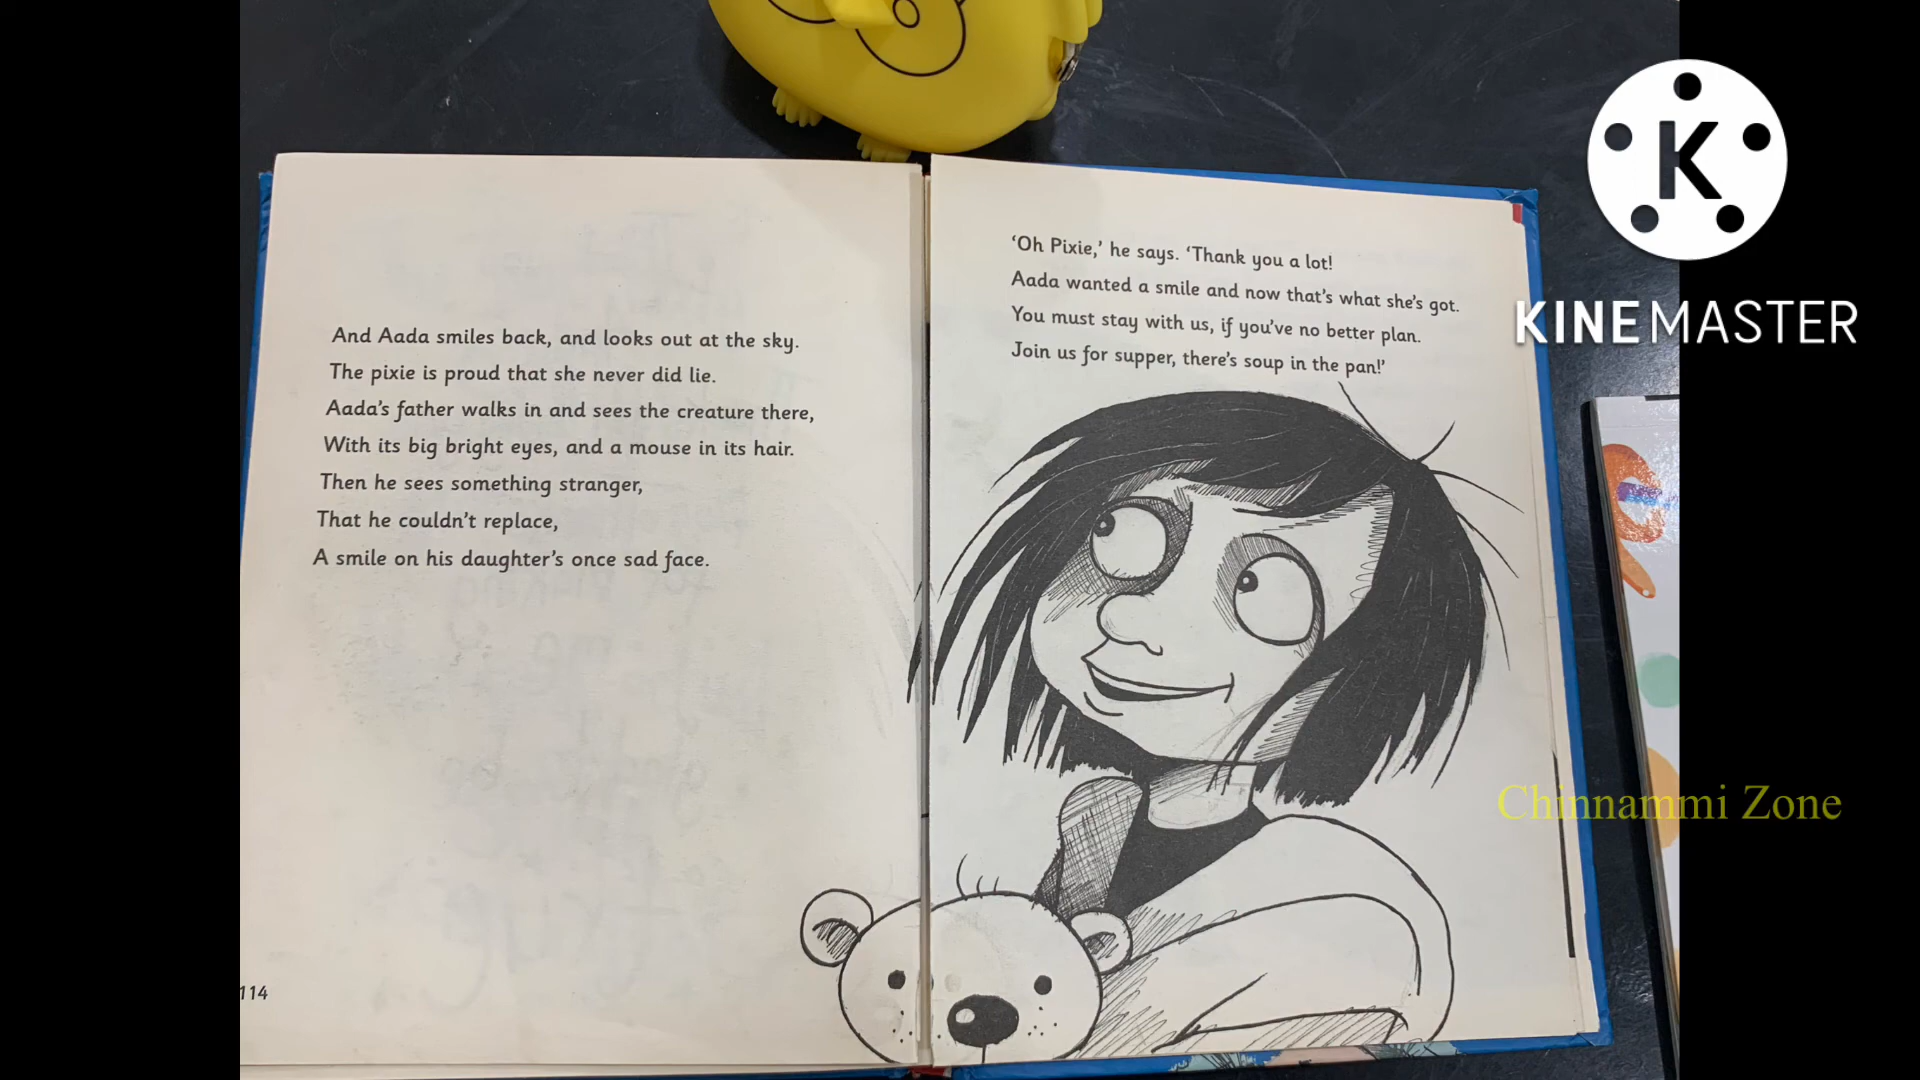 And Aada smiles back, and looks out at the sky.
The pixie is proud that she never did lie.
Aada's father walks in and sees the creature there,
With its big bright eyes, and a mouse in its hair.
Then he sees something stranger,
That he couldn't replace,
A smile on his daughter's once sad face.
114
‘Oh Pixie,’ he says. ‘Thank you a lot!
Aada wanted a smile and now that's what she's got.
You must stay with us, if you've no better plan.
Join us for supper, there's soup in the pan!’
K
KINEMASTER
Chinnammi Zone